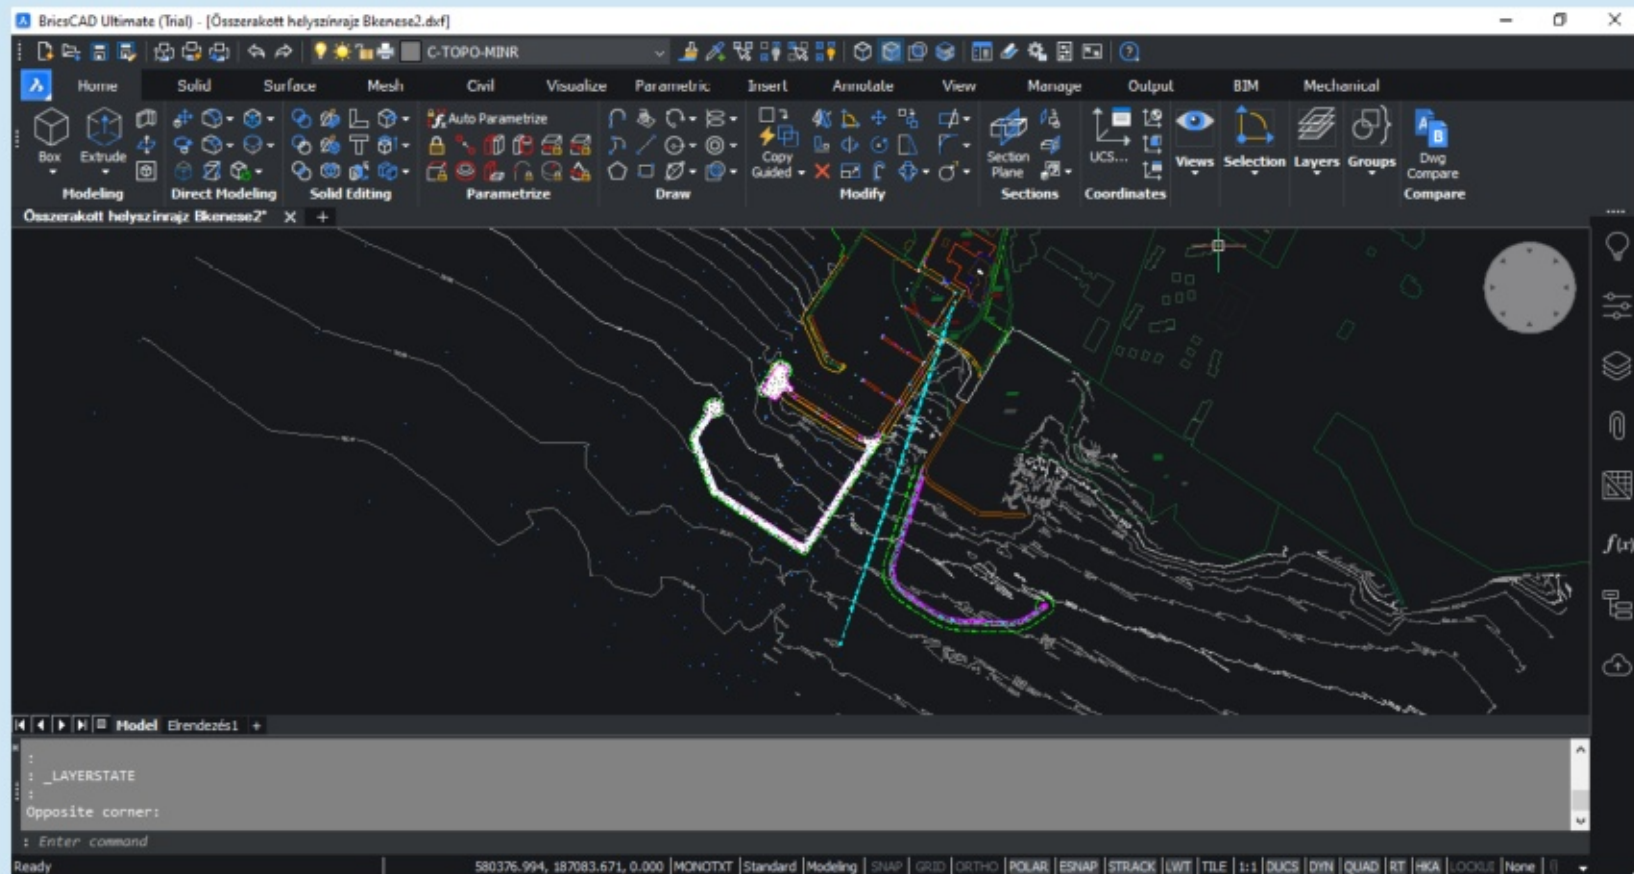 BricsCAD Ultimate (Trial) - [Összerakott helyszínrajz Bkenese2.dxf]
C-TOPO-MINR
Home Solid Surface Mesh Civil Visualize Parametric Insert Annotate View Manage Output BIM Mechanical
Auto Parametrize
Box Extrude Copy Guided Section Plane UCS... Views Selection Layers Groups Dwg Compare
Modeling Direct Modeling Solid Editing Parametrize Draw Modify Sections Coordinates Compare
Összerakott helyszínrajz Bkenese2*
f(x)
Model Elrendezés1 +
:
: _LAYERSTATE
:
Opposite corner:
: Enter command
Ready 580376.994, 187083.671, 0.000 MONOTXT Standard Modeling SNAP GRID ORTHO POLAR ESNAP STRACK LWT TILE 1:1 DUCS DYN QUAD RT HKA LOCKUI None